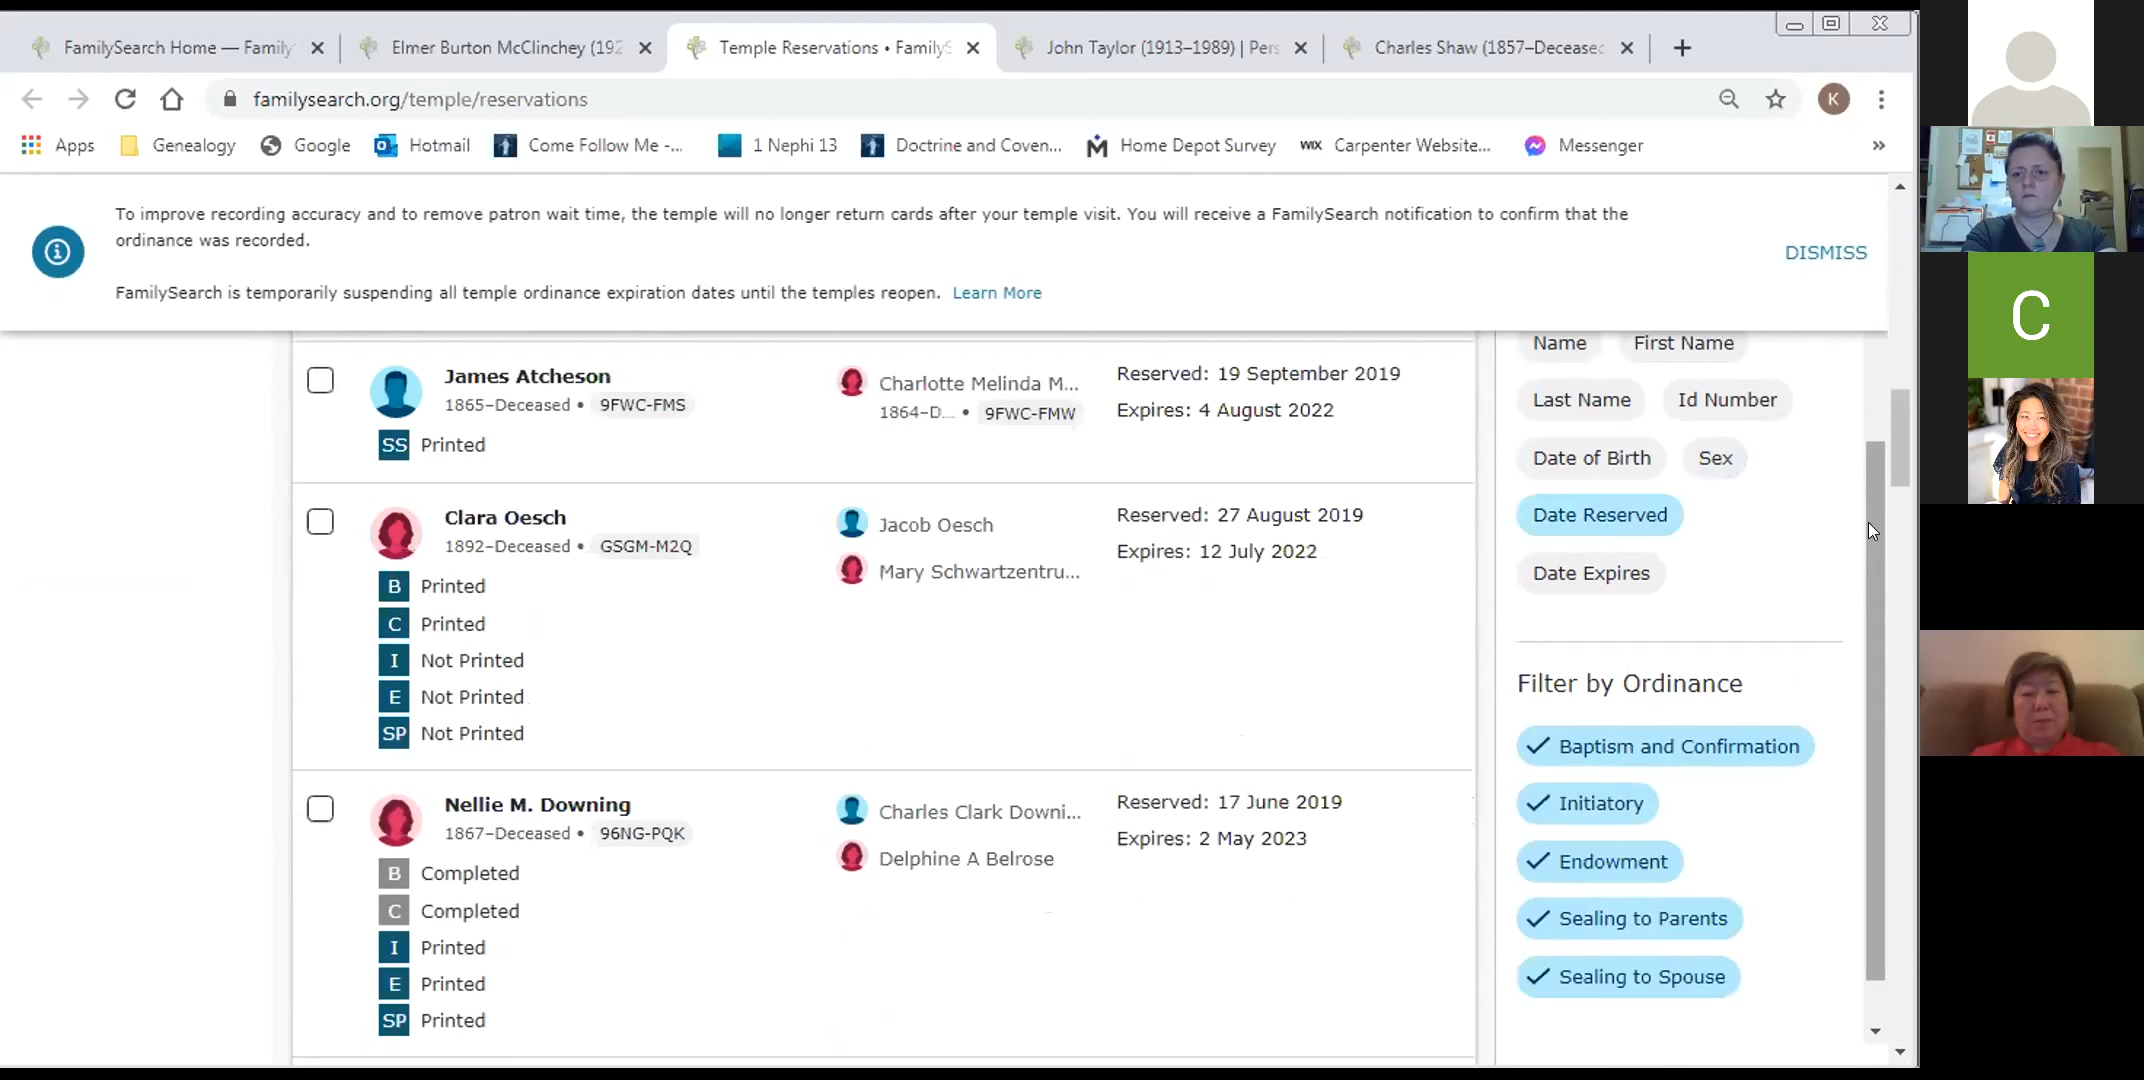 FamilySearch Home — Family
Elmer Burton McClinchey (192
Temple Reservations • FamilyS
John Taylor (1913–1989) | Pers
Charles Shaw (1857–Deceased
familysearch.org/temple/reservations
K
Apps
Genealogy
Google
Hotmail
Come Follow Me -...
1 Nephi 13
Doctrine and Coven...
Home Depot Survey
WIX
Carpenter Website...
Messenger
»
To improve recording accuracy and to remove patron wait time, the temple will no longer return cards after your temple visit. You will receive a FamilySearch notification to confirm that the
ordinance was recorded.
DISMISS
FamilySearch is temporarily suspending all temple ordinance expiration dates until the temples reopen. Learn More
James Atcheson
1865–Deceased • 9FWC-FMS
SS Printed
Charlotte Melinda M...
1864–D... • 9FWC-FMW
Reserved: 19 September 2019
Expires: 4 August 2022
Clara Oesch
1892–Deceased • GSGM-M2Q
B Printed
C Printed
I Not Printed
E Not Printed
SP Not Printed
Jacob Oesch
Mary Schwartzentru...
Reserved: 27 August 2019
Expires: 12 July 2022
Nellie M. Downing
1867–Deceased • 96NG-PQK
B Completed
C Completed
I Printed
E Printed
SP Printed
Charles Clark Downi...
Delphine A Belrose
Reserved: 17 June 2019
Expires: 2 May 2023
Name
First Name
Last Name
Id Number
Date of Birth
Sex
Date Reserved
Date Expires
Filter by Ordinance
Baptism and Confirmation
Initiatory
Endowment
Sealing to Parents
Sealing to Spouse
C